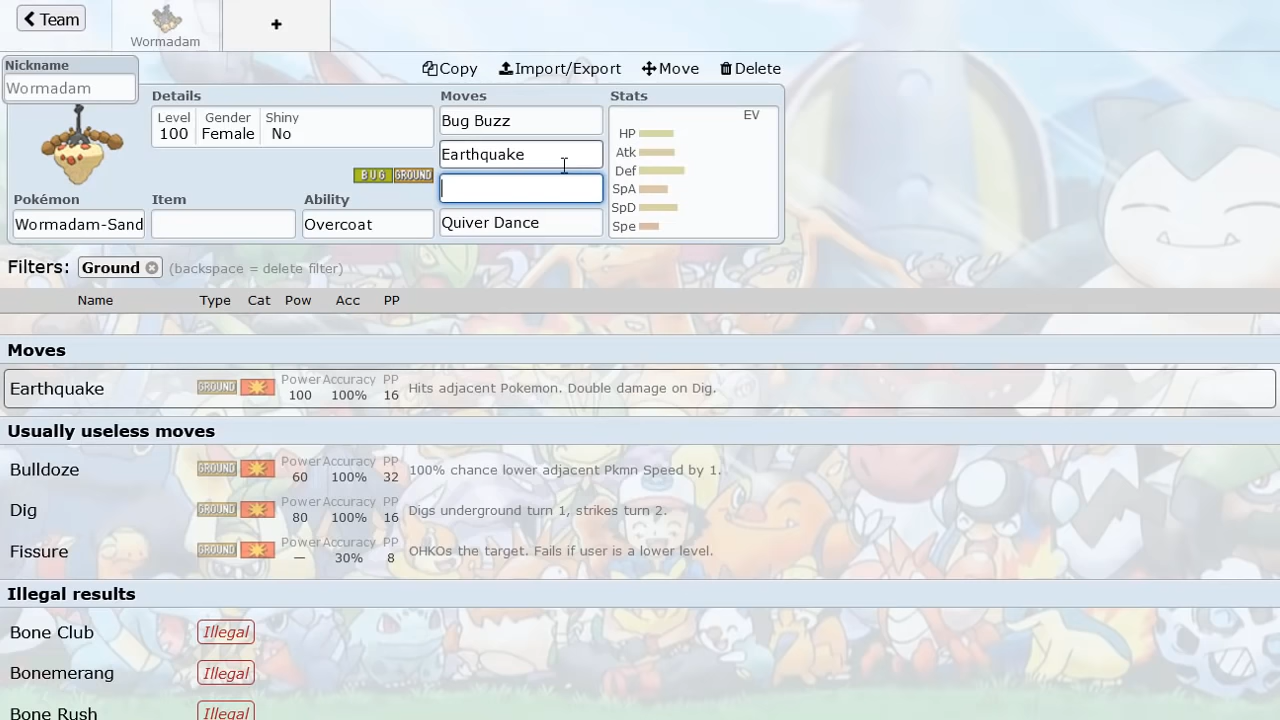 Team
Wormadam
+
Nickname
Wormadam
Copy Import/Export Move Delete
Details Moves Stats
Level Gender Shiny
100 Female No
Bug Buzz
Earthquake
Quiver Dance
BUG GROUND
EV
HP
Atk
Def
SpA
SpD
Spe
Pokémon Item Ability
Wormadam-Sand Overcoat
Filters: Ground (backspace = delete filter)
Name Type Cat Pow Acc PP
Moves
Earthquake GROUND Power 100 Accuracy 100% PP 16 Hits adjacent Pokemon. Double damage on Dig.
Usually useless moves
Bulldoze GROUND Power 60 Accuracy 100% PP 32 100% chance lower adjacent Pkmn Speed by 1.
Dig GROUND Power 80 Accuracy 100% PP 16 Digs underground turn 1, strikes turn 2.
Fissure GROUND Power — Accuracy 30% PP 8 OHKOs the target. Fails if user is a lower level.
Illegal results
Bone Club Illegal
Bonemerang Illegal
Bone Rush Illegal